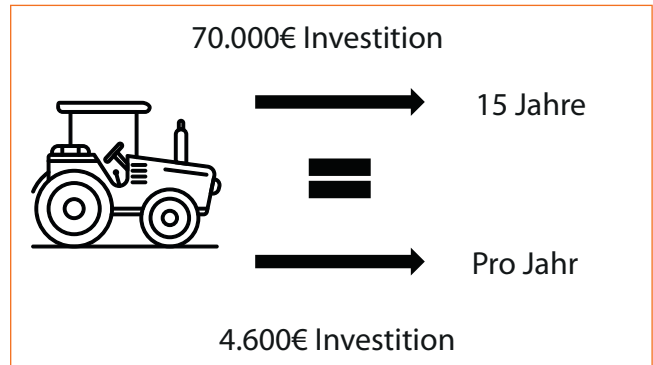 70.000€ Investition
15 Jahre
Pro Jahr
4.600€ Investition